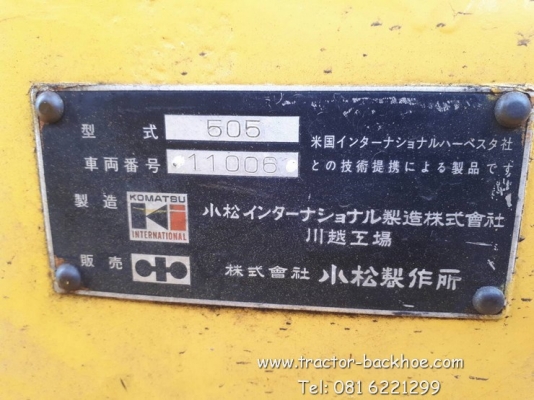 型式 505
米国インターナショナルハーベスタ社
車両番号 11006
との技術提携による製品です
製造 KOMATSU INTERNATIONAL 小松インターナショナル製造株式會社
川越工場
販売 株式會社 小松製作所
www.tractor-backhoe.com
Tel: 081 6221299